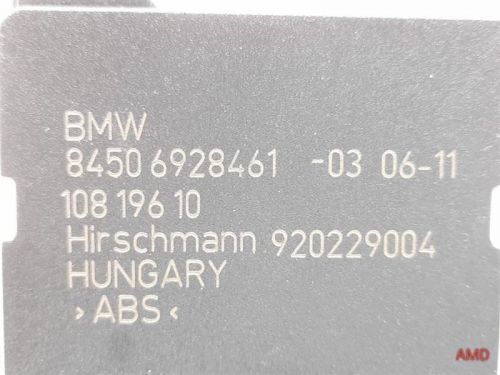 BMW
8450 6928461 -03 06-11
108 196 10
Hirschmann 920229004
HUNGARY
>ABS<
AMD